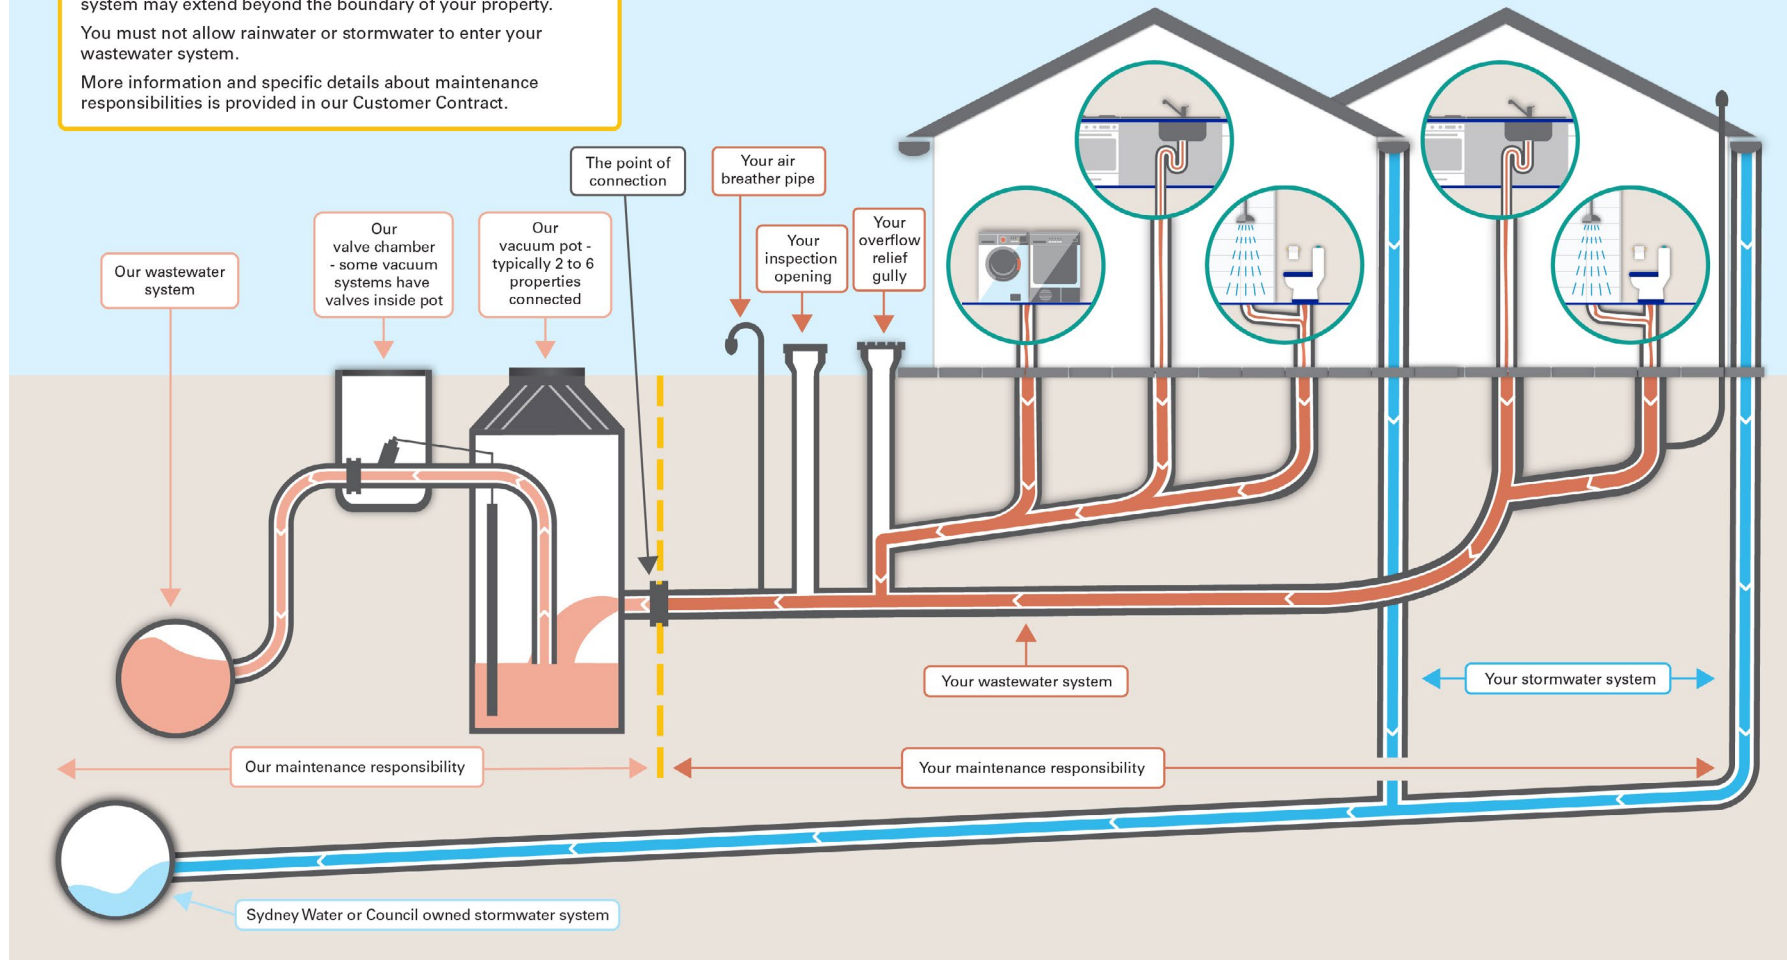 system may extend beyond the boundary of your property.
You must not allow rainwater or stormwater to enter your
wastewater system.
More information and specific details about maintenance
responsibilities is provided in our Customer Contract.
The point of
connection
Your air
breather pipe
Our
valve chamber
- some vacuum
systems have
valves inside pot
Our
vacuum pot -
typically 2 to 6
properties
connected
Your
inspection
opening
Your
overflow
relief
gully
Our wastewater
system
Your wastewater system
Your stormwater system
Our maintenance responsibility
Your maintenance responsibility
Sydney Water or Council owned stormwater system